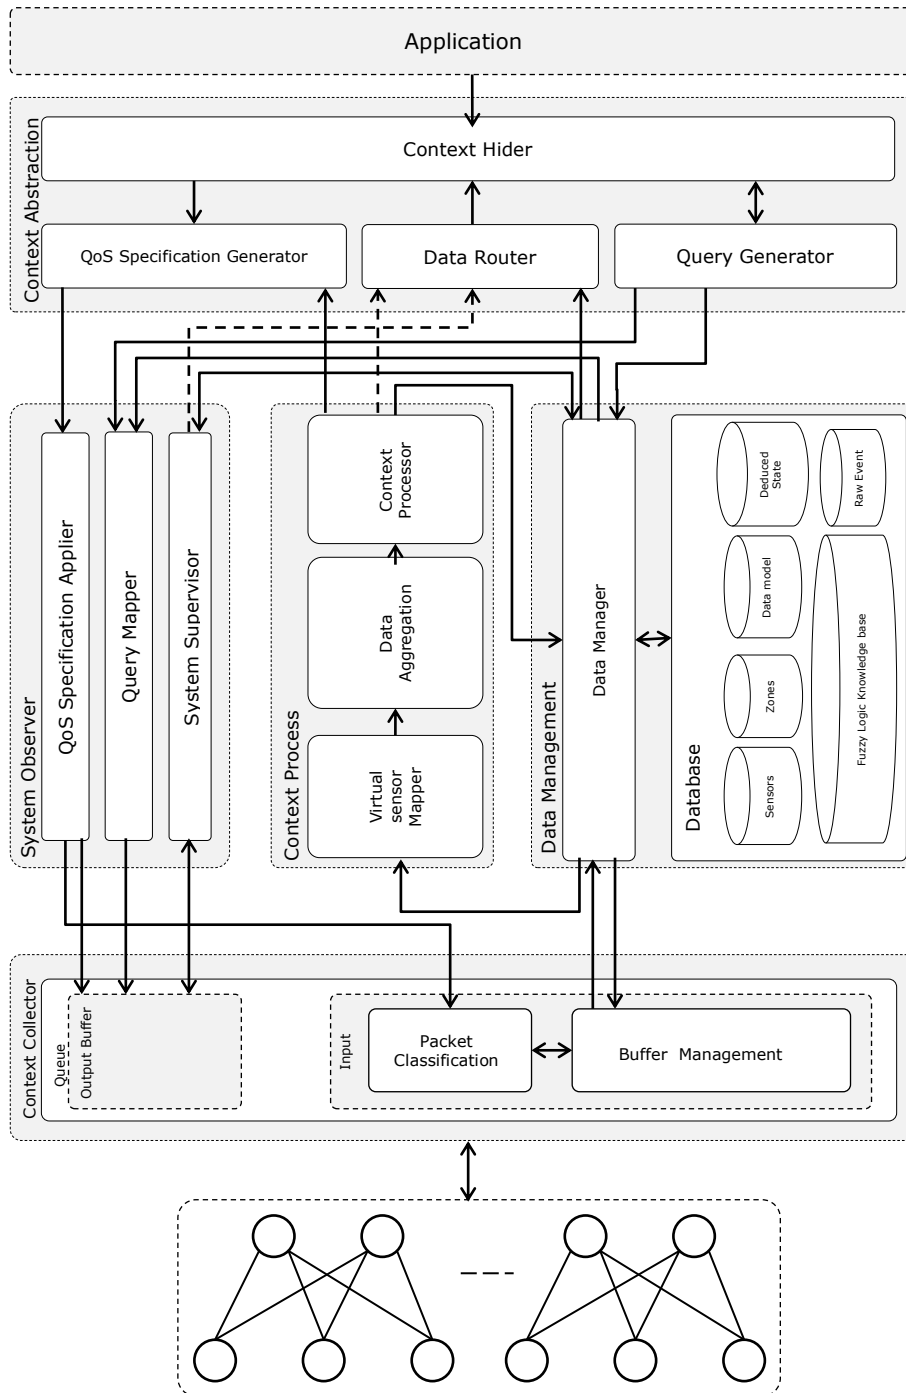 Application
Context Abstraction
Context Hider
QoS Specification Generator
Data Router
Query Generator
System Observer
QoS Specification Applier
Query Mapper
System Supervisor
Context Process
Context
Processor
Data
Aggregation
Virtual
sensor
Mapper
Data Management
Data Manager
Database
Deduced
State
Raw Event
Data model
Zones
Sensors
Fuzzy Logic Knowledge base
Context Collector
Queue
Output Buffer
Input
Packet
Classification
Buffer Management